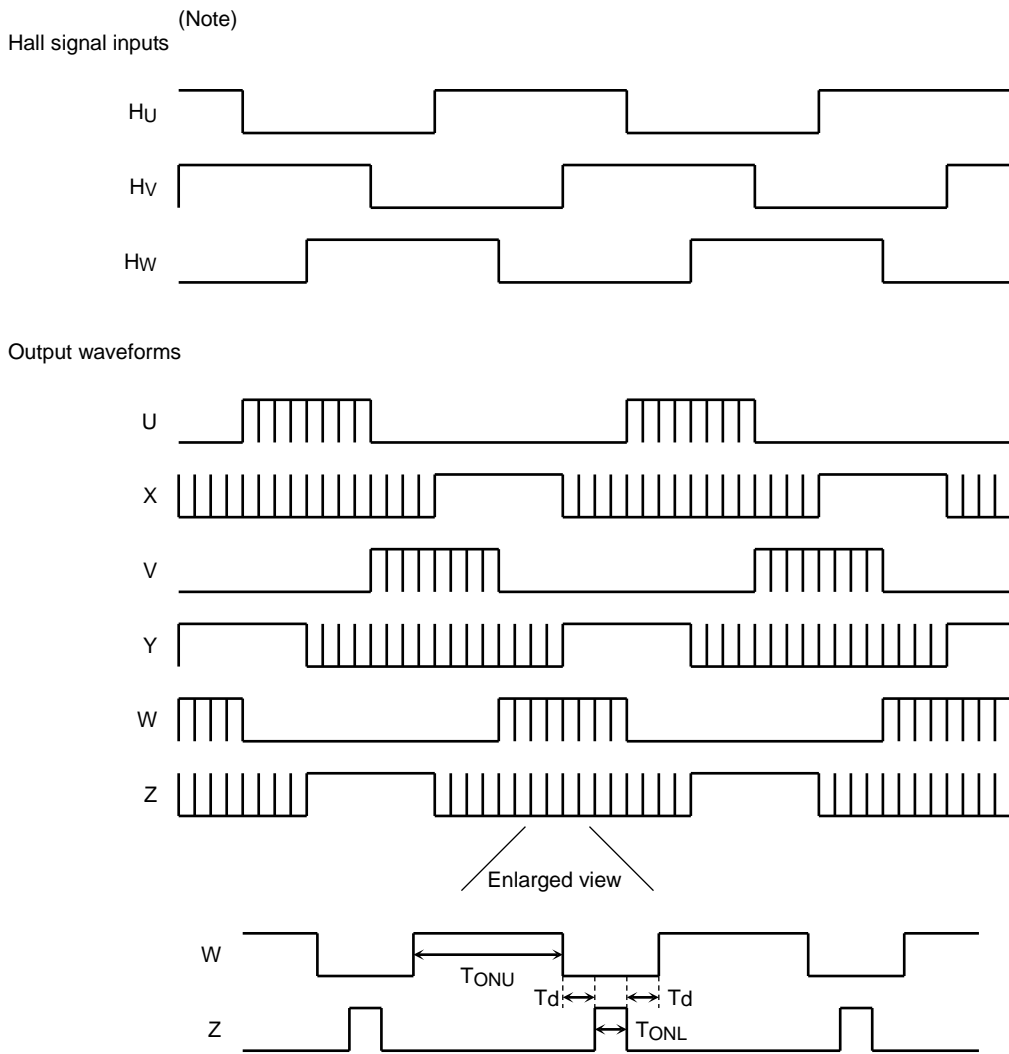 (Note)
Hall signal inputs
HU
HV
HW
Output waveforms
U
X
V
Y
W
Z
Enlarged view
W
TONU
Td Td
Z
TONL